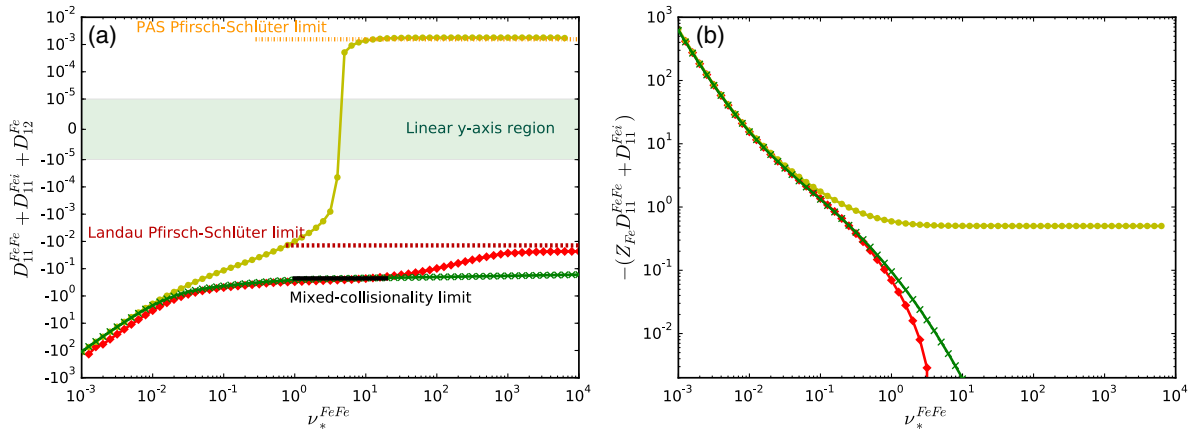 (a)
PAS Pfirsch-Schlüter limit
Linear y-axis region
Landau Pfirsch-Schlüter limit
Mixed-collisionality limit
10^{-2}
10^{-3}
10^{-4}
10^{-5}
0
-10^{-5}
-10^{-4}
-10^{-3}
-10^{-2}
-10^{-1}
-10^{0}
-10^{1}
-10^{2}
-10^{3}
D_{11}^{FeFe} + D_{11}^{Fei} + D_{12}^{Fe}
10^{-3} 10^{-2} 10^{-1} 10^{0} 10^{1} 10^{2} 10^{3} 10^{4}
ν_*^{FeFe}
(b)
10^{3}
10^{2}
10^{1}
10^{0}
10^{-1}
10^{-2}
-(Z_{Fe}D_{11}^{FeFe} + D_{11}^{Fei})
10^{-3} 10^{-2} 10^{-1} 10^{0} 10^{1} 10^{2} 10^{3} 10^{4}
ν_*^{FeFe}